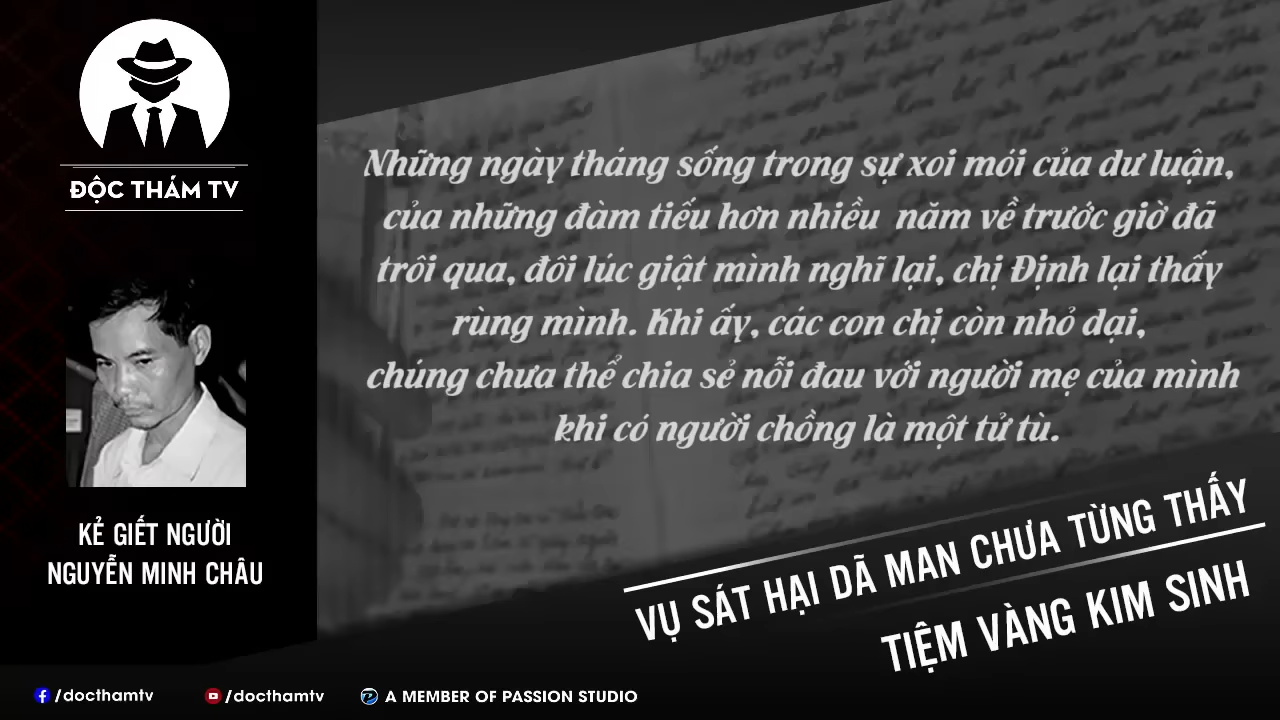 ĐỘC THÁM TV
KẺ GIẾT NGƯỜI
NGUYỄN MINH CHÂU
Những ngày tháng sống trong sự xoi mói của dư luận,
của những đàm tiếu hơn nhiều năm về trước giờ đã
trôi qua, đôi lúc giật mình nghĩ lại, chị Định lại thấy
rùng mình. Khi ấy, các con chị còn nhỏ dại,
chúng chưa thể chia sẻ nỗi đau với người mẹ của mình
khi có người chồng là một tử tù.
VỤ SÁT HẠI DÃ MAN CHƯA TỪNG THẤY
TIỆM VÀNG KIM SINH
/docthamtv
/docthamtv
A MEMBER OF PASSION STUDIO